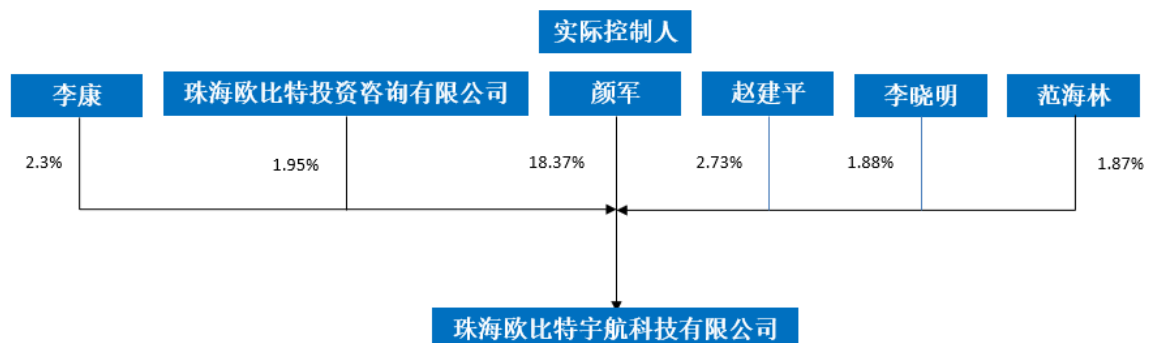 实际控制人
李康
珠海欧比特投资咨询有限公司
颜军
赵建平
李晓明
范海林
2.3%
1.95%
18.37%
2.73%
1.88%
1.87%
珠海欧比特宇航科技有限公司